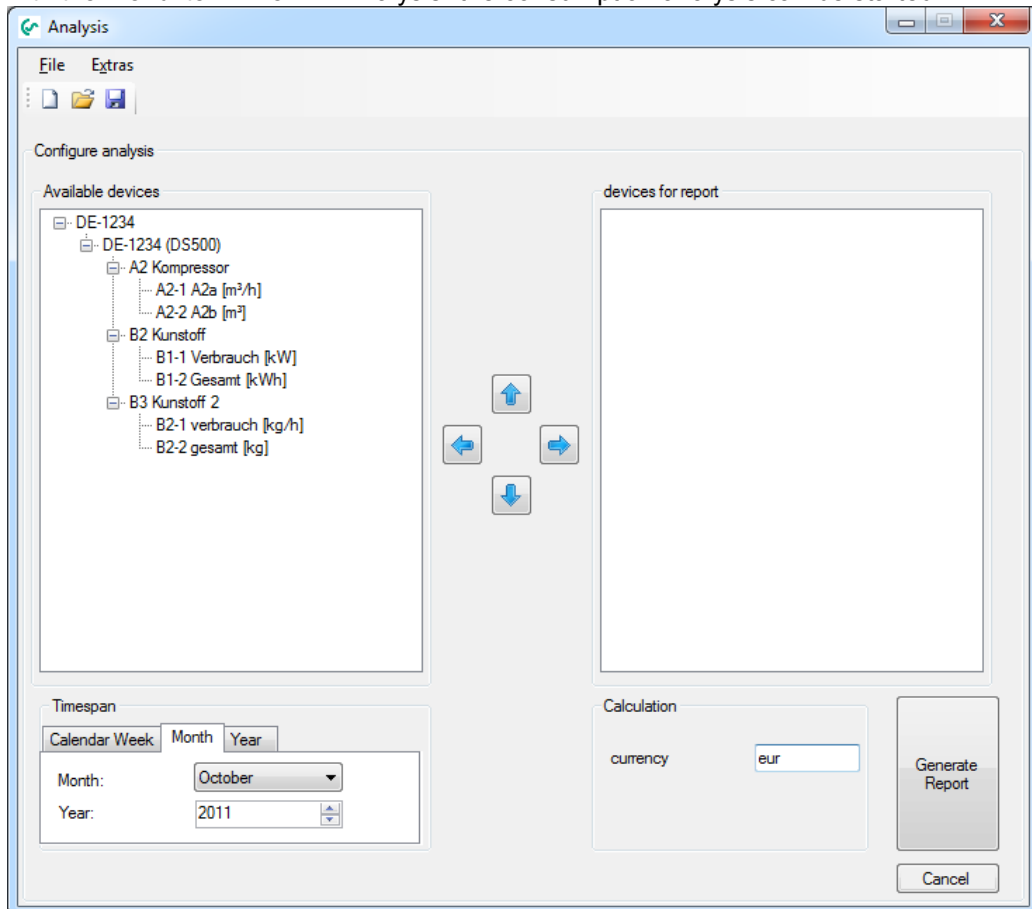 Analysis
File Extras
Configure analysis
Available devices
DE-1234
DE-1234 (DS500)
A2 Kompressor
A2-1 A2a [m³/h]
A2-2 A2b [m³]
B2 Kunstoff
B1-1 Verbrauch [kW]
B1-2 Gesamt [kWh]
B3 Kunstoff 2
B2-1 verbrauch [kg/h]
B2-2 gesamt [kg]
devices for report
Timespan
Calendar Week Month Year
Month: October
Year: 2011
Calculation
currency eur
Generate
Report
Cancel